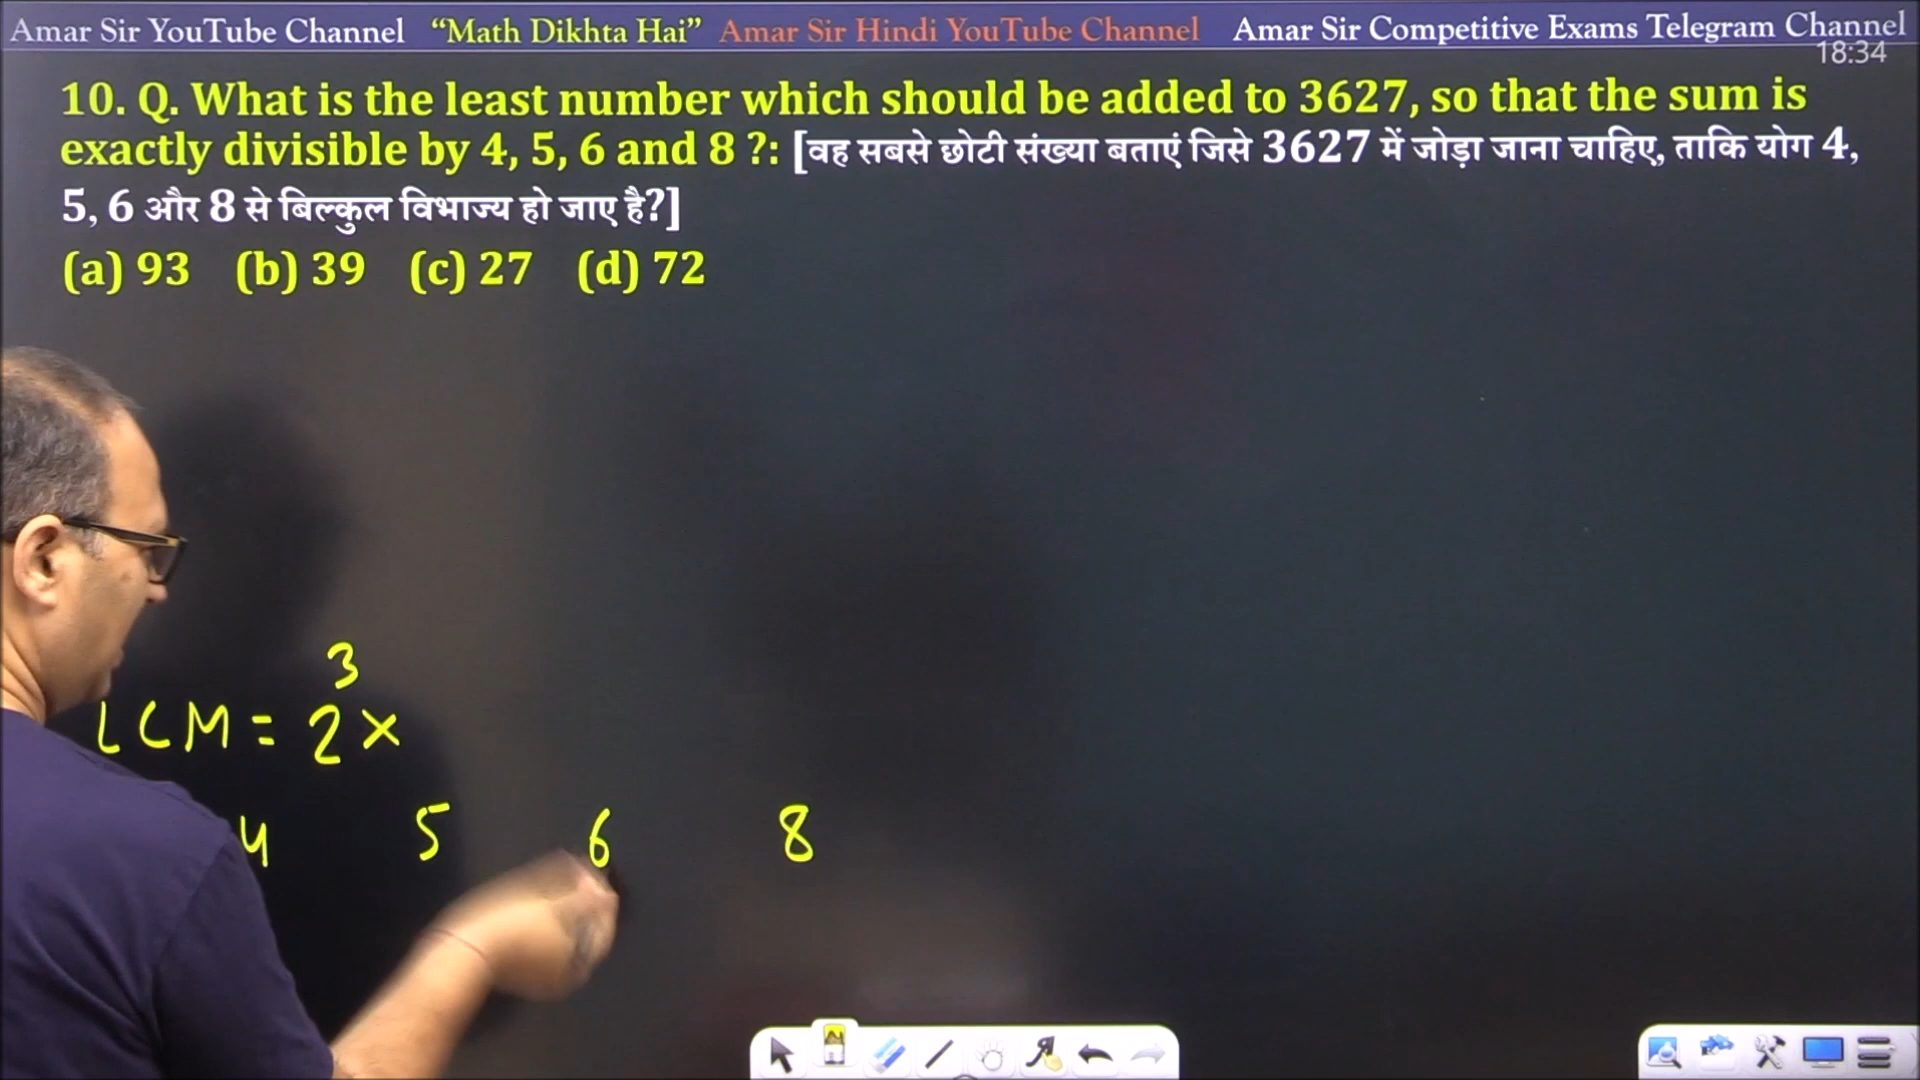 Amar Sir YouTube Channel “Math Dikhta Hai” Amar Sir Hindi YouTube Channel Amar Sir Competitive Exams Telegram Channel
18:34
10. Q. What is the least number which should be added to 3627, so that the sum is
exactly divisible by 4, 5, 6 and 8 ?: [वह सबसे छोटी संख्या बताएं जिसे 3627 में जोड़ा जाना चाहिए, ताकि योग 4,
5, 6 और 8 से बिल्कुल विभाज्य हो जाए है?]
(a) 93 (b) 39 (c) 27 (d) 72
LCM = 2³ ×
4 5 6 8